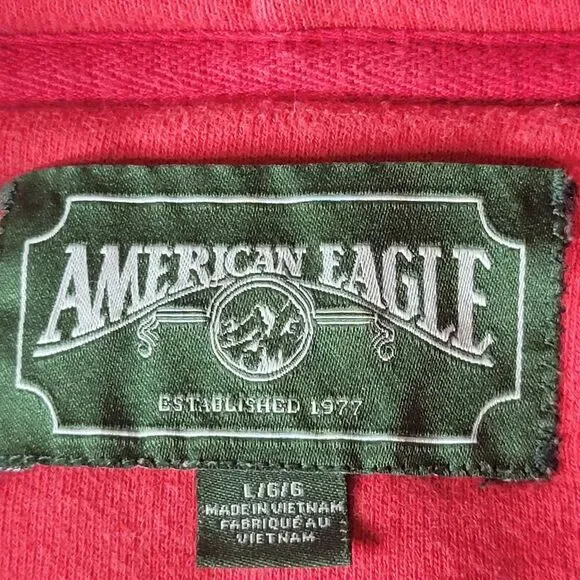 AMERICAN EAGLE
ESTABLISHED 1977
L/G/G
MADE IN VIETNAM
FABRIQUÉ AU
VIETNAM